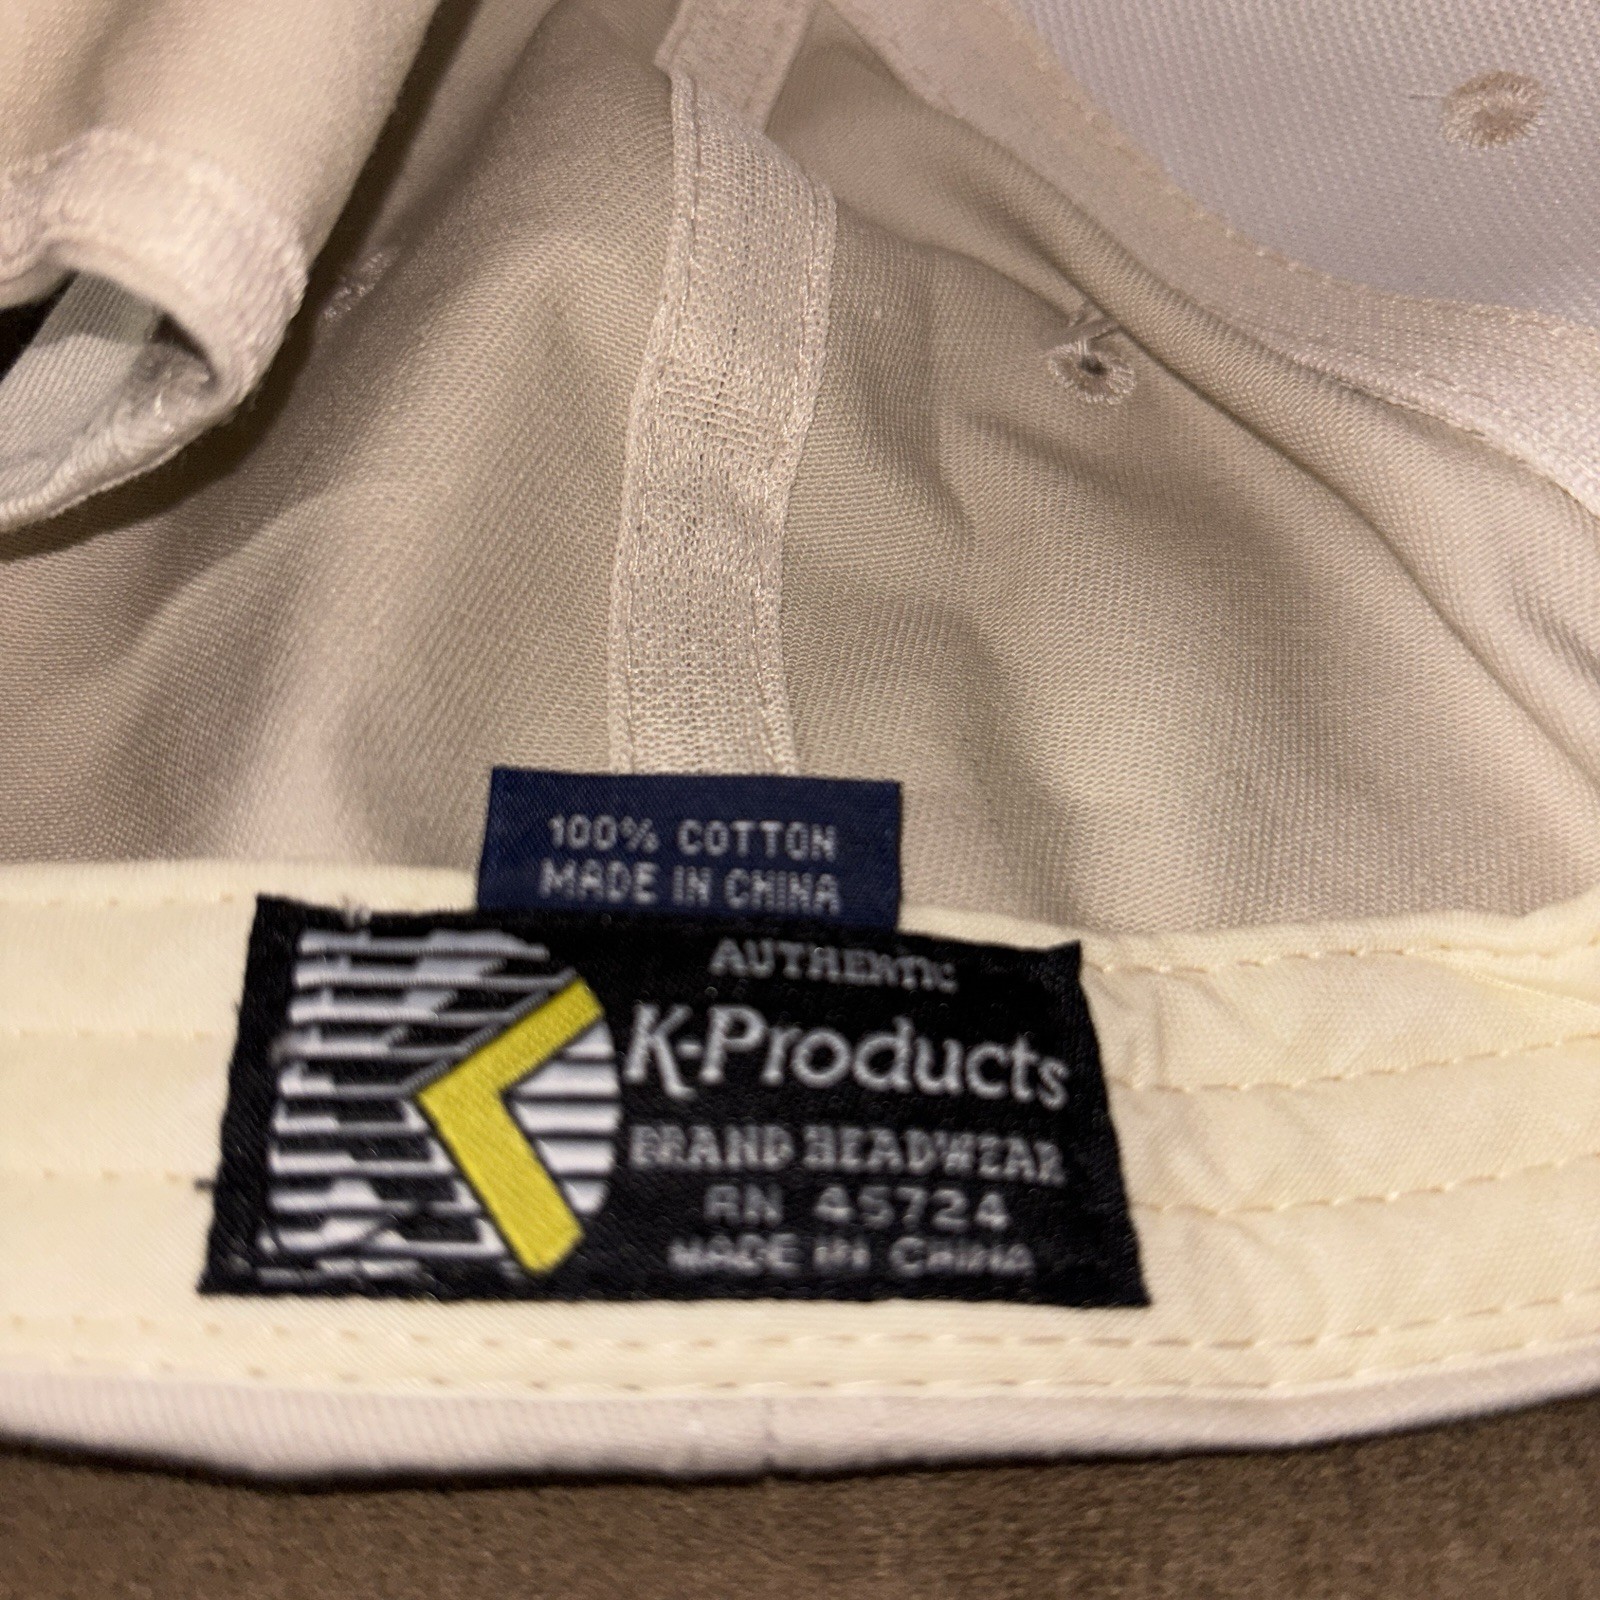 100% COTTON
MADE IN CHINA
AUTHENTIC
K-Products
BRAND HEADWEAR
RN 45724
MADE IN CHINA